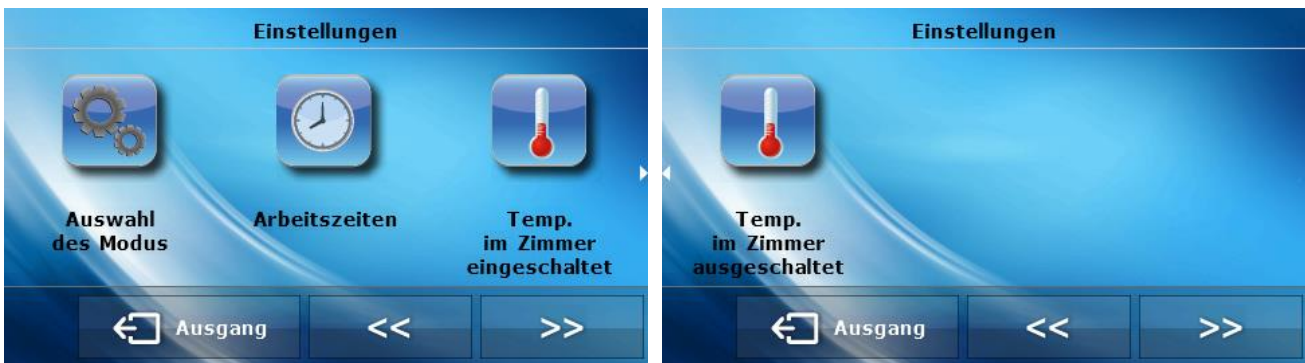 Einstellungen
Auswahl
des Modus
Arbeitszeiten
Temp.
im Zimmer
eingeschaltet
Ausgang
<<
>>
Einstellungen
Temp.
im Zimmer
ausgeschaltet
Ausgang
<<
>>